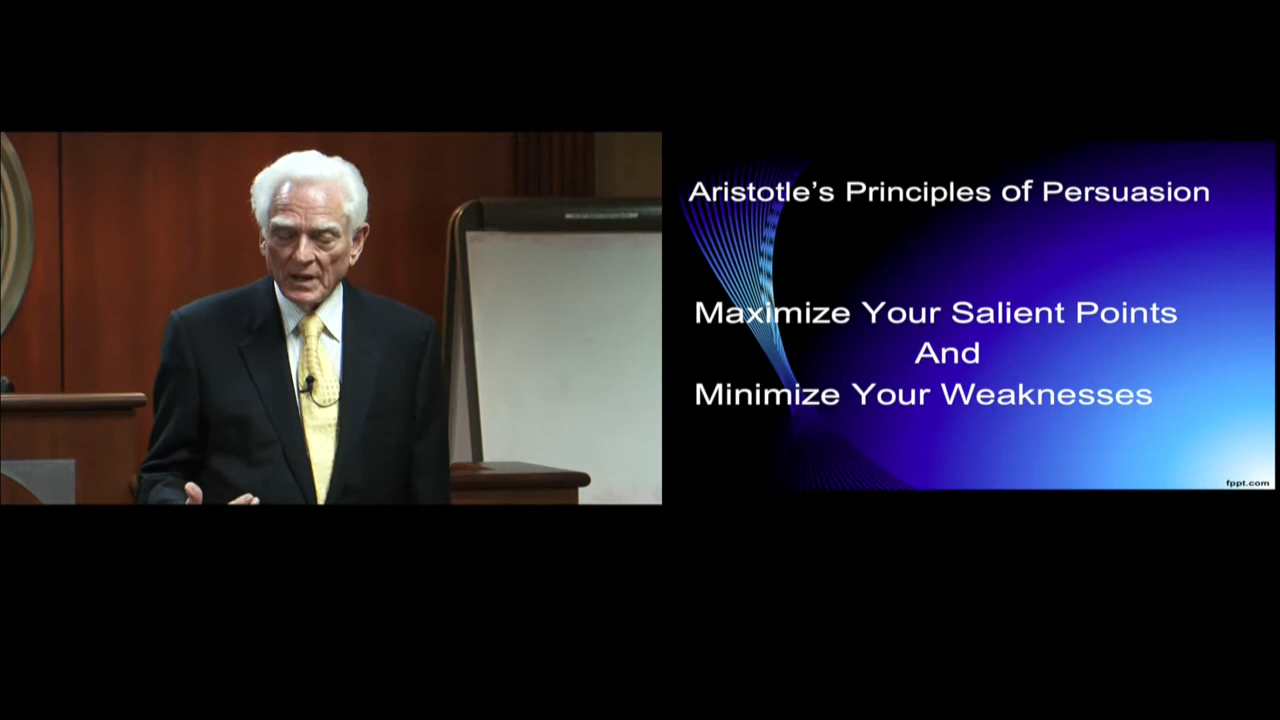 Aristotle's Principles of Persuasion
Maximize Your Salient Points
And
Minimize Your Weaknesses
fppt.com